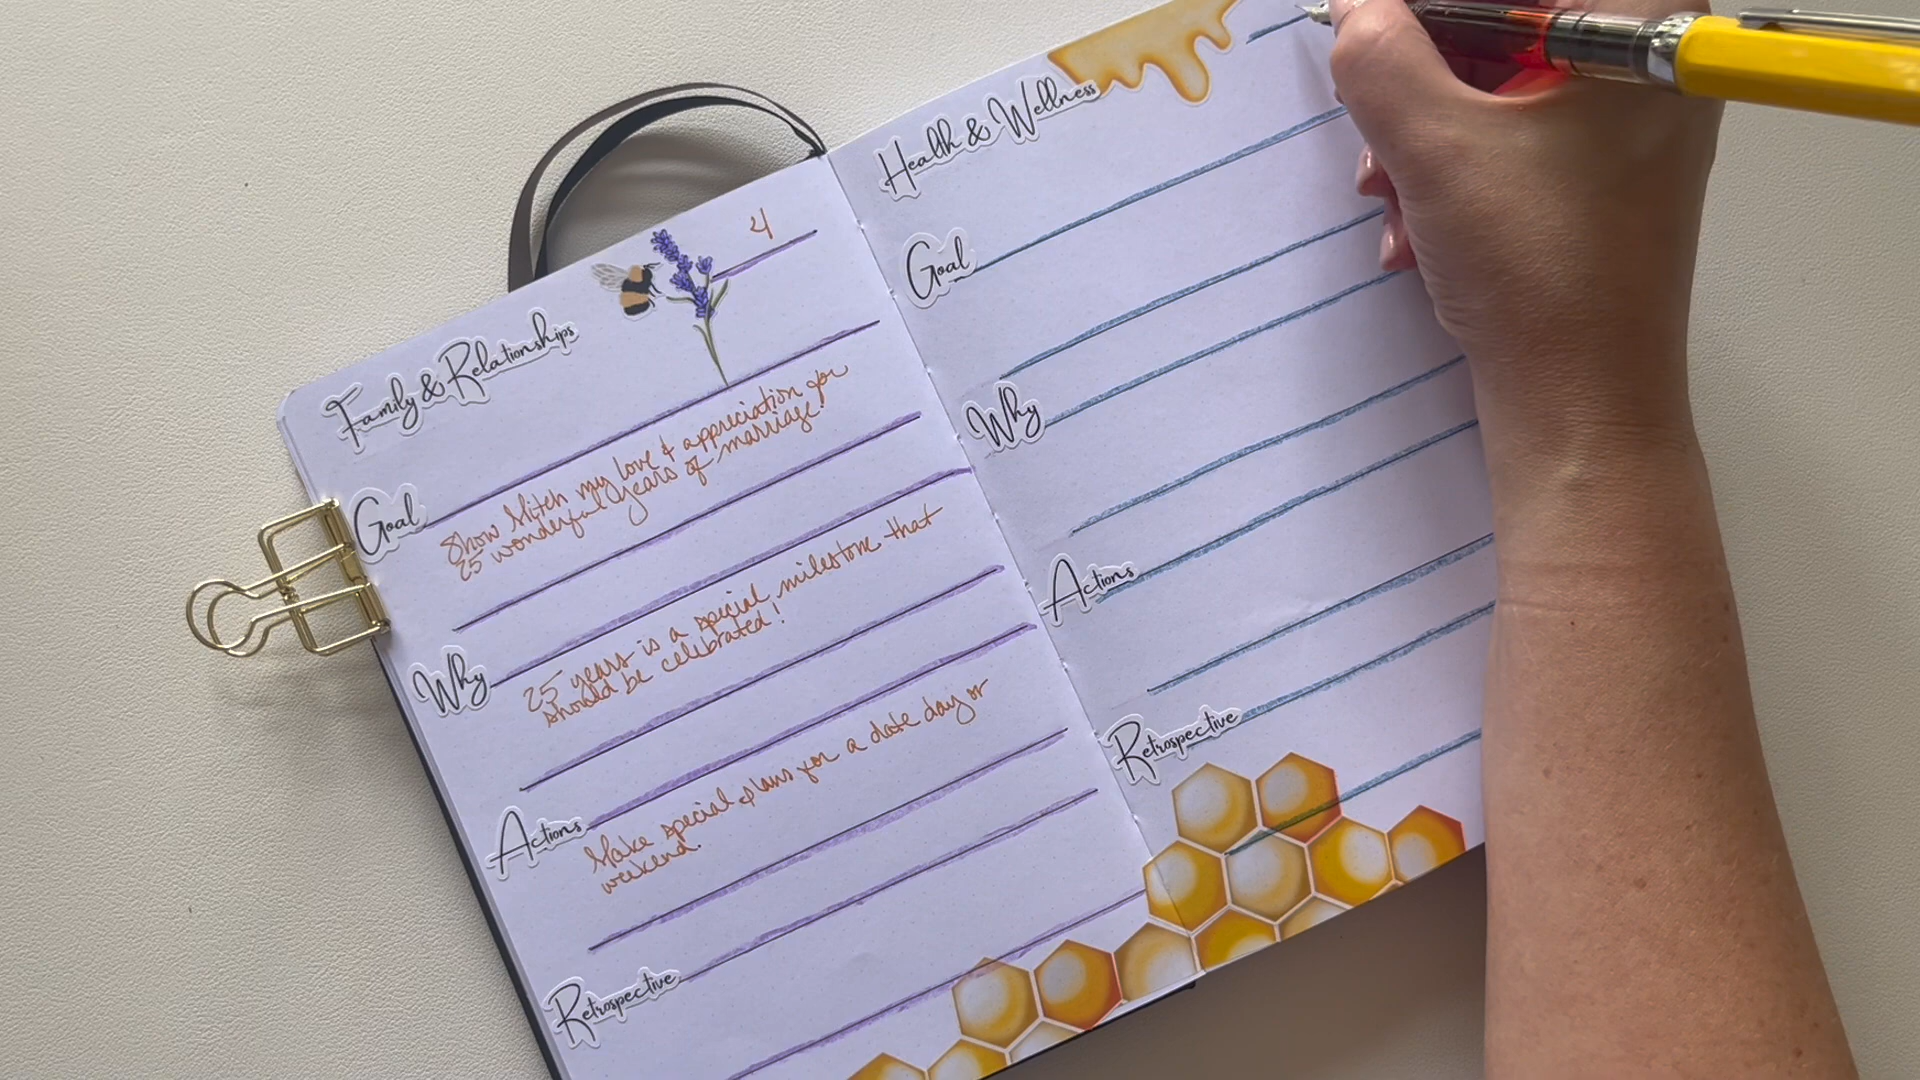 4
Family & Relationships
Goal
Show Mitch my love & appreciation for
25 wonderful years of marriage!
Why
25 years is a special milestone that
should be celibrated!
Actions
Make special plans for a date day or
weekend.
Retrospective
Health & Wellness
Goal
Why
Actions
Retrospective